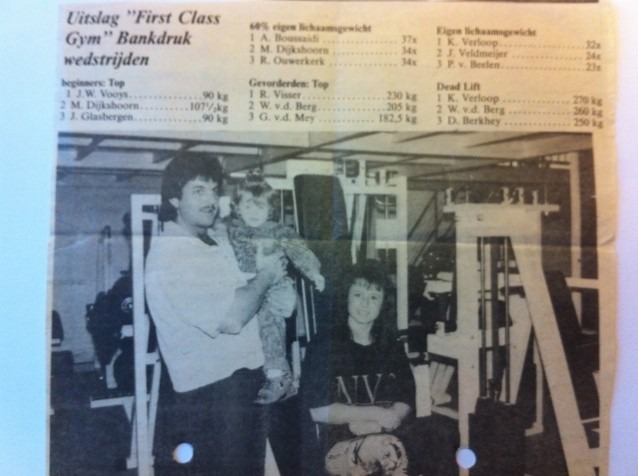 Uitslag "First Class
Gym" Bankdruk
wedstrijden
beginners: Top
1 J.W. Vooys..........90 kg
2 M. Dijkshoorn..........107½ kg
3 J. Glasbergen..........90 kg
60% eigen lichaamsgewicht
1 A. Boussaidi ..........37x
2 M. Dijkshoorn ..........34x
3 R. Ouwerkerk ..........34x
Gevorderden: Top
1 R. Visser..........230 kg
2 W. v.d. Berg..........205 kg
3 G. v.d. Mey ..........182,5 kg
Eigen lichaamsgewicht
1 K. Verloop..........32x
2 J. Veldmeijer ..........24x
3 P. v. Beelen..........23x
Dead Lift
1 K. Verloop ..........270 kg
2 W. v.d. Berg ..........260 kg
3 D. Berkhey ..........250 kg
NV